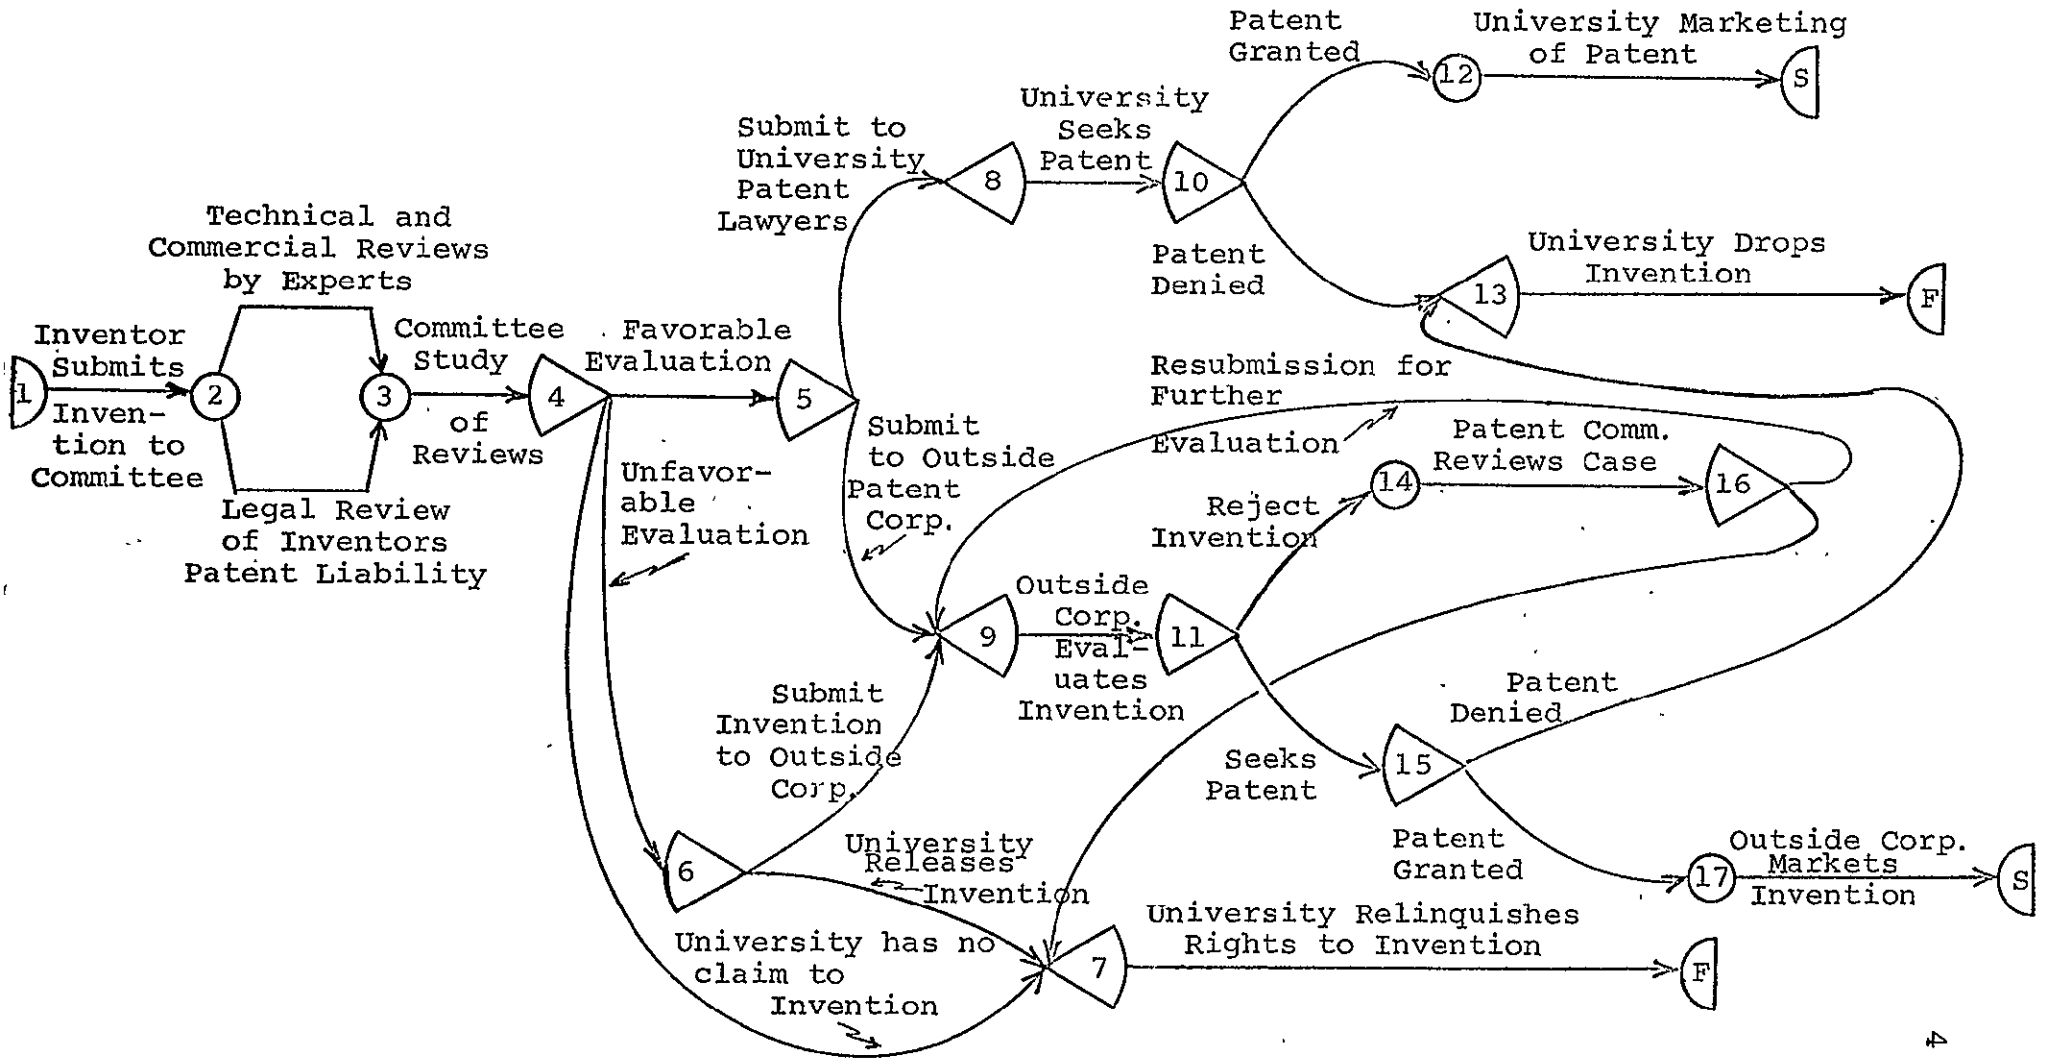 Patent
Granted
12
University Marketing
of Patent
S
University
Seeks
Patent
Submit to
University
Patent
Lawyers
8
10
Patent
Denied
University Drops
Invention
13
F
Technical and
Commercial Reviews
by Experts
Inventor
Submits
Inven-
tion to
Committee
1
2
3
Legal Review
of Inventors
Patent Liability
Committee
Study
of
Reviews
4
Favorable
Evaluation
5
Unfavor-
able
Evaluation
Submit
to Outside
Patent
Corp.
Resubmission for
Further
Evaluation
Patent Comm.
Reviews Case
14
16
Reject
Invention
Outside
Corp.
Eval-
uates
Invention
9
11
Submit
Invention
to Outside
Corp.
Patent
Denied
Seeks
Patent
15
6
University
Releases
Invention
Patent
Granted
17
Outside Corp.
Markets
Invention
S
University has no
claim to
Invention
7
University Relinquishes
Rights to Invention
F
4